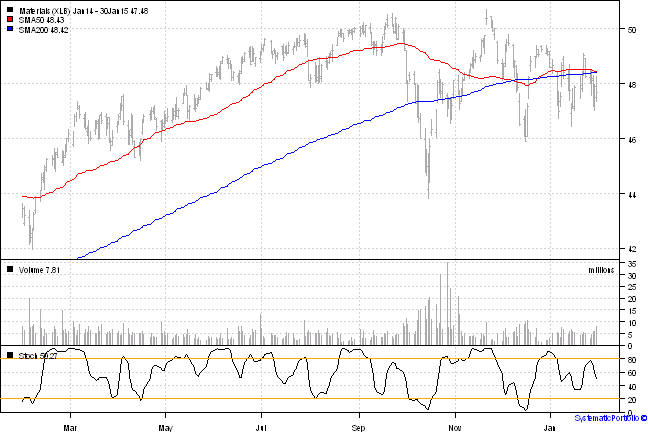 Materials (XLB) Jan14 - 30Jan15 47.48
SMA50 48.43
SMA200 48.42
50
48
46
44
42
Volume 7.81
millions
35
30
25
20
15
10
5
0
Stoch 50.27
80
60
40
20
0
Mar May Jul Sep Nov Jan
SystematicPortfolio ©